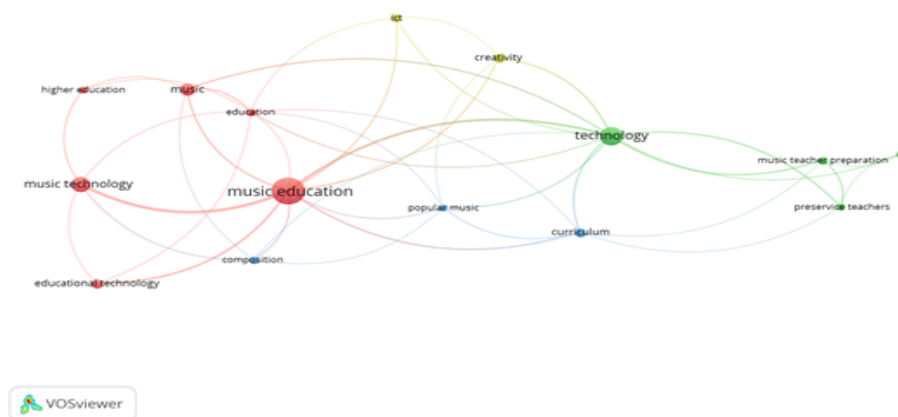 ict
creativity
higher education
music
education
technology
music teacher preparation
music technology
music education
preservice teachers
popular music
curriculum
composition
educational technology
VOSviewer